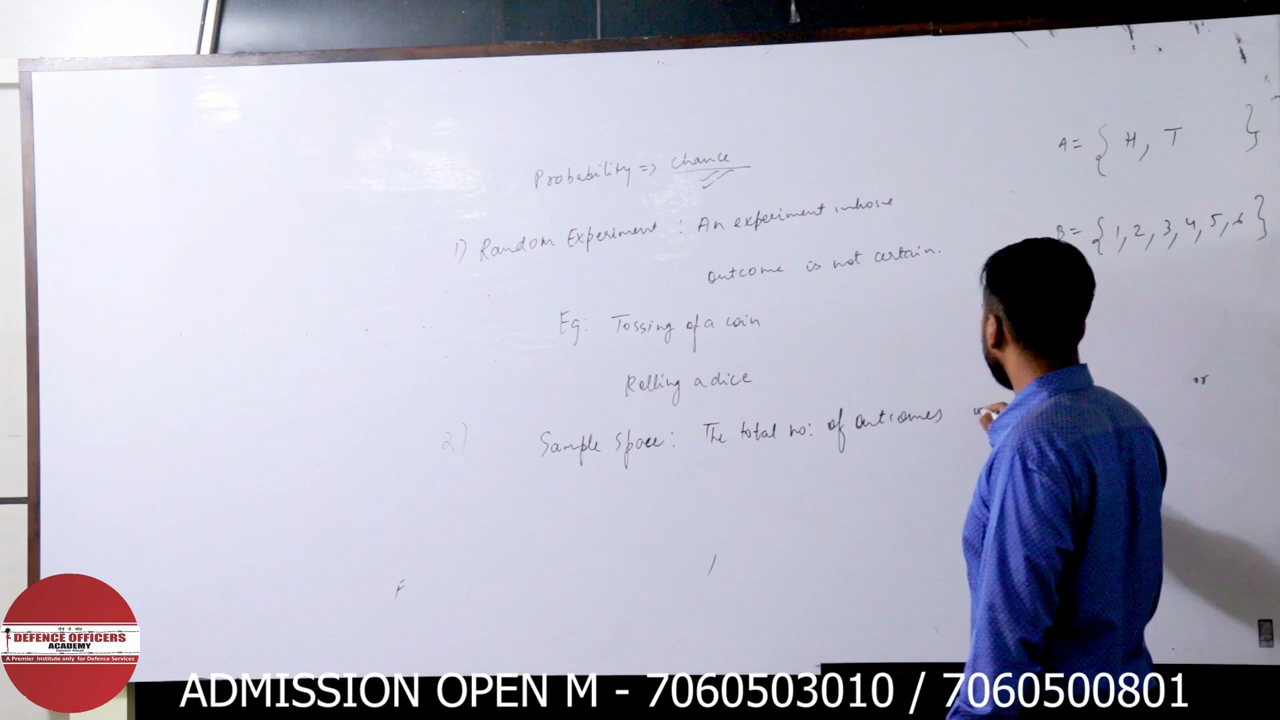 Probability => Chance
A = { H, T }
1) Random Experiment : An experiment whose
B = { 1, 2, 3, 4, 5, 6 }
outcome is not certain.
Eg: Tossing of a coin
Rolling a dice
or
2) Sample Space : The total no: of outcomes
F
DEFENCE OFFICERS
ACADEMY
A Premier Institute only for Defence Services
ADMISSION OPEN M - 7060503010 / 7060500801